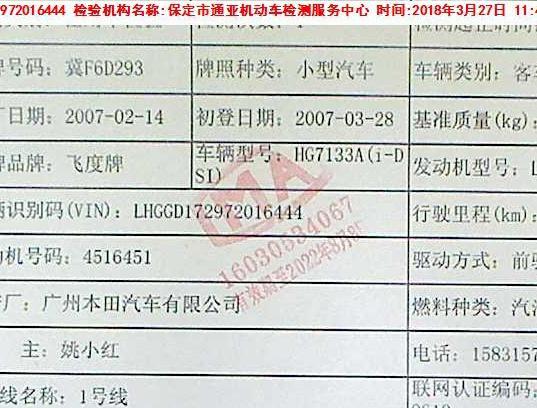 972016444 检验机构名称:保定市通亚机动车检测服务中心 时间:2018年3月27日 11:4
牌号码: 冀F6D293 牌照种类: 小型汽车 车辆类别: 客
日期: 2007-02-14 初登日期: 2007-03-28 基准质量(kg):
牌品牌: 飞度牌 车辆型号: HG7133A(i-DSI) 发动机型号: L
识别码(VIN): LHGGD172972016444 行驶里程(km):
MA
16030534067
有效期至2022年8月9日
机号码: 4516451 驱动方式: 前
厂: 广州本田汽车有限公司 燃料种类: 汽
主: 姚小红 电话: 1583157
线名称: 1号线 联网认证编码: